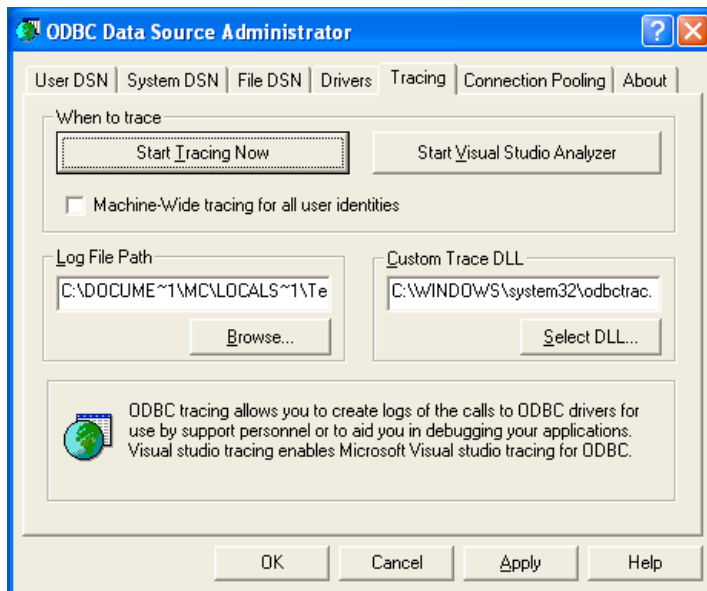 ODBC Data Source Administrator
User DSN System DSN File DSN Drivers Tracing Connection Pooling About
When to trace
Start Tracing Now Start Visual Studio Analyzer
Machine-Wide tracing for all user identities
Log File Path Custom Trace DLL
C:\DOCUME~1\MC\LOCALS~1\Te C:\WINDOWS\system32\odbctrac.
Browse... Select DLL...
ODBC tracing allows you to create logs of the calls to ODBC drivers for
use by support personnel or to aid you in debugging your applications.
Visual studio tracing enables Microsoft Visual studio tracing for ODBC.
OK Cancel Apply Help